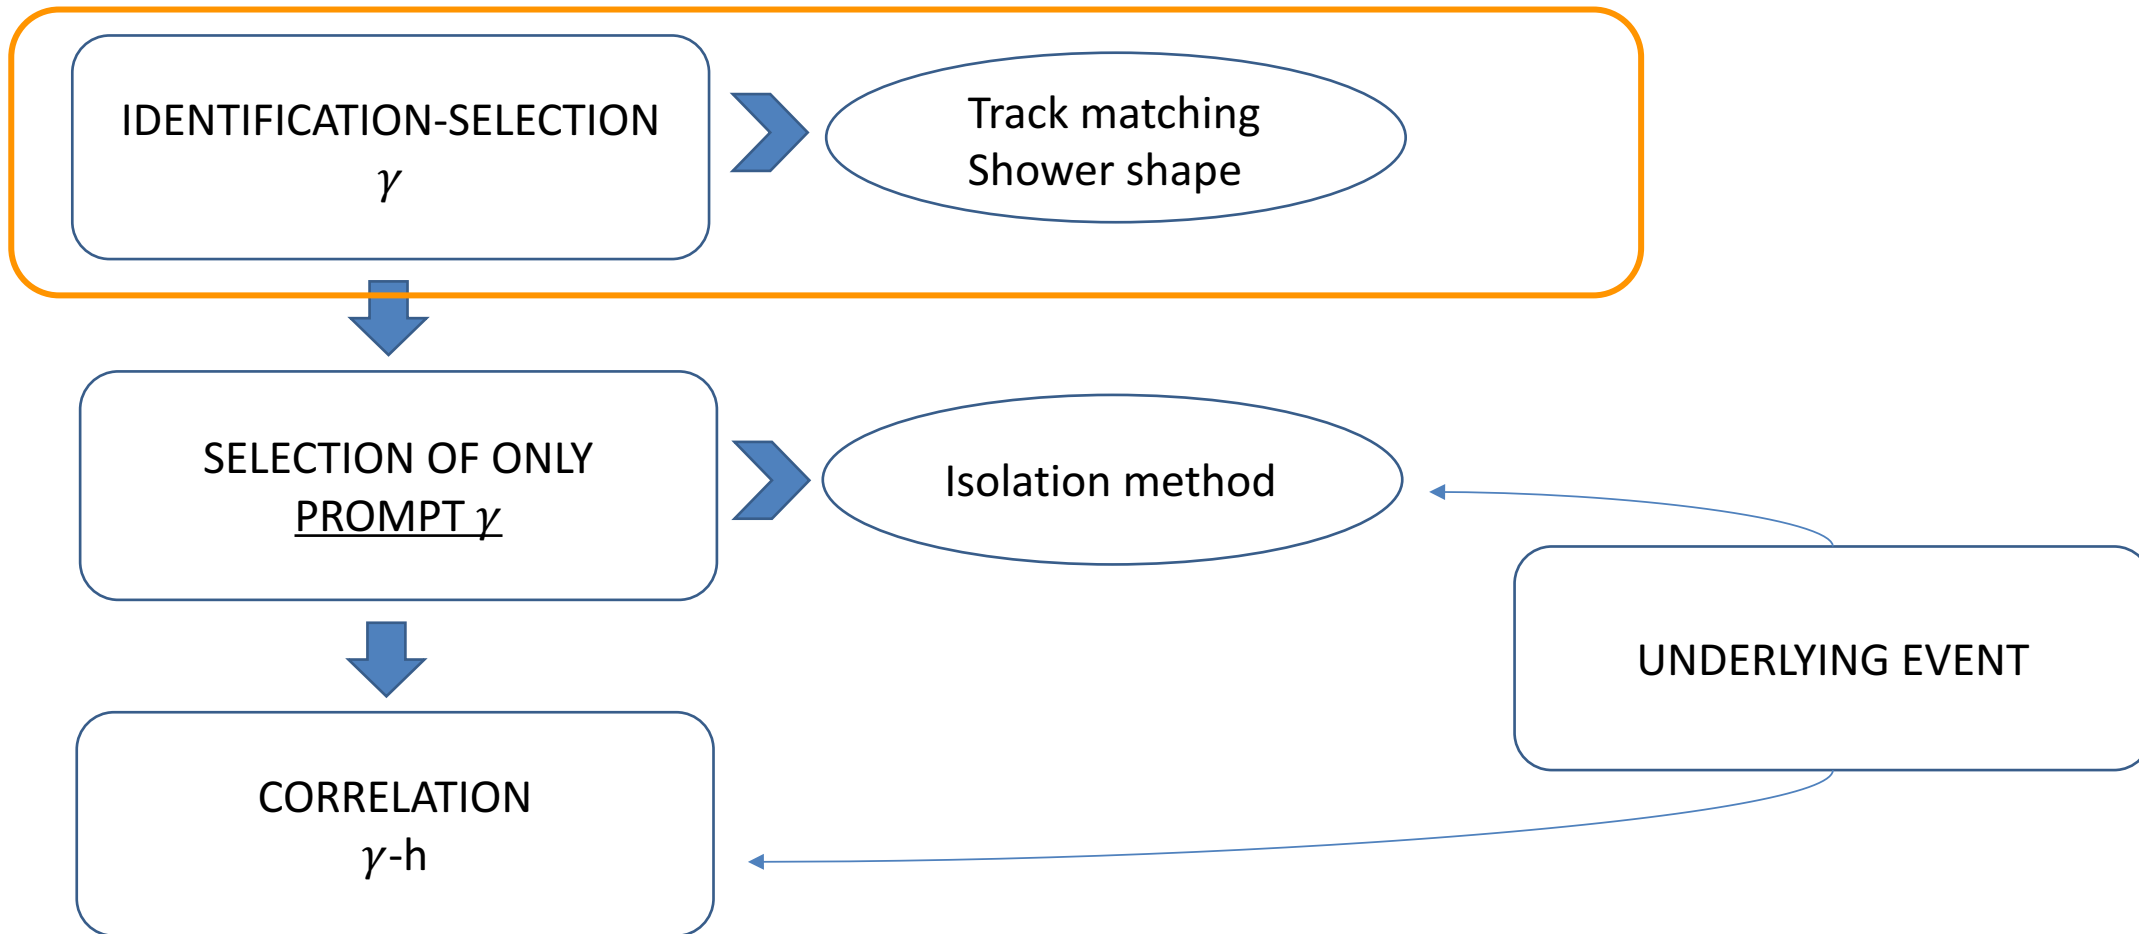 IDENTIFICATION-SELECTION
γ
Track matching
Shower shape
SELECTION OF ONLY
PROMPT γ
Isolation method
UNDERLYING EVENT
CORRELATION
γ-h